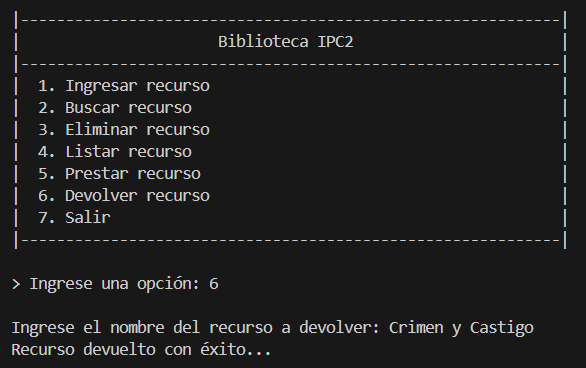 |------------------------------------------------------------|
|                      Biblioteca IPC2                       |
|------------------------------------------------------------|
|  1. Ingresar recurso                                       |
|  2. Buscar recurso                                         |
|  3. Eliminar recurso                                       |
|  4. Listar recurso                                         |
|  5. Prestar recurso                                        |
|  6. Devolver recurso                                       |
|  7. Salir                                                  |
|------------------------------------------------------------|
> Ingrese una opción: 6
Ingrese el nombre del recurso a devolver: Crimen y Castigo
Recurso devuelto con éxito...